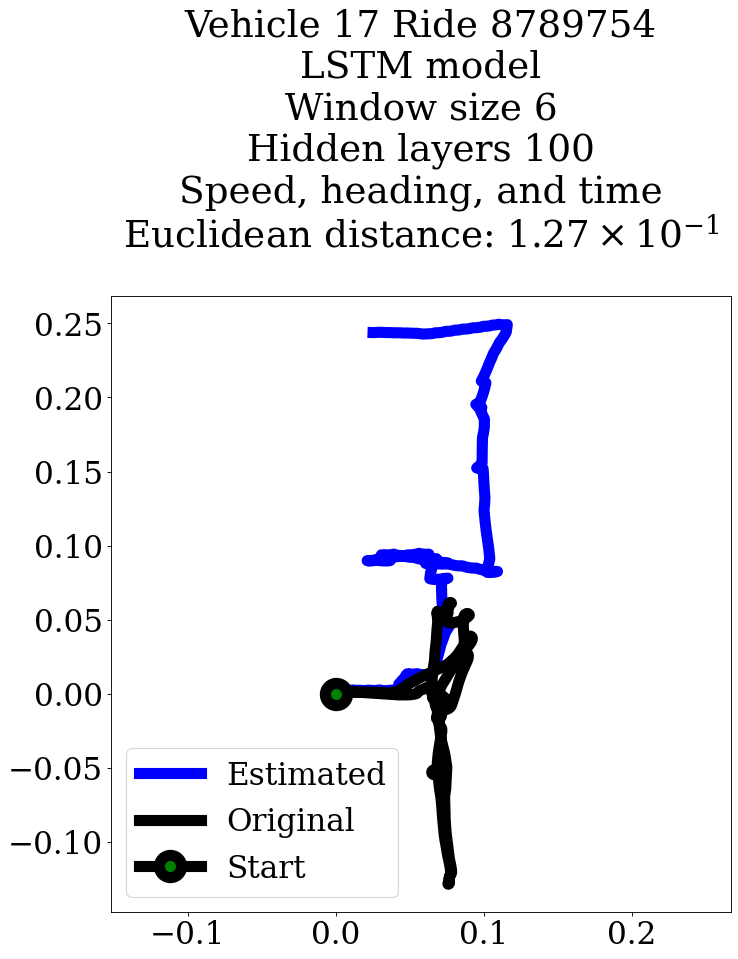 Vehicle 17 Ride 8789754
LSTM model
Window size 6
Hidden layers 100
Speed, heading, and time
Euclidean distance: 1.27 × 10⁻¹
0.25
0.20
0.15
0.10
0.05
0.00
−0.05
−0.10
Estimated
Original
Start
−0.1 0.0 0.1 0.2